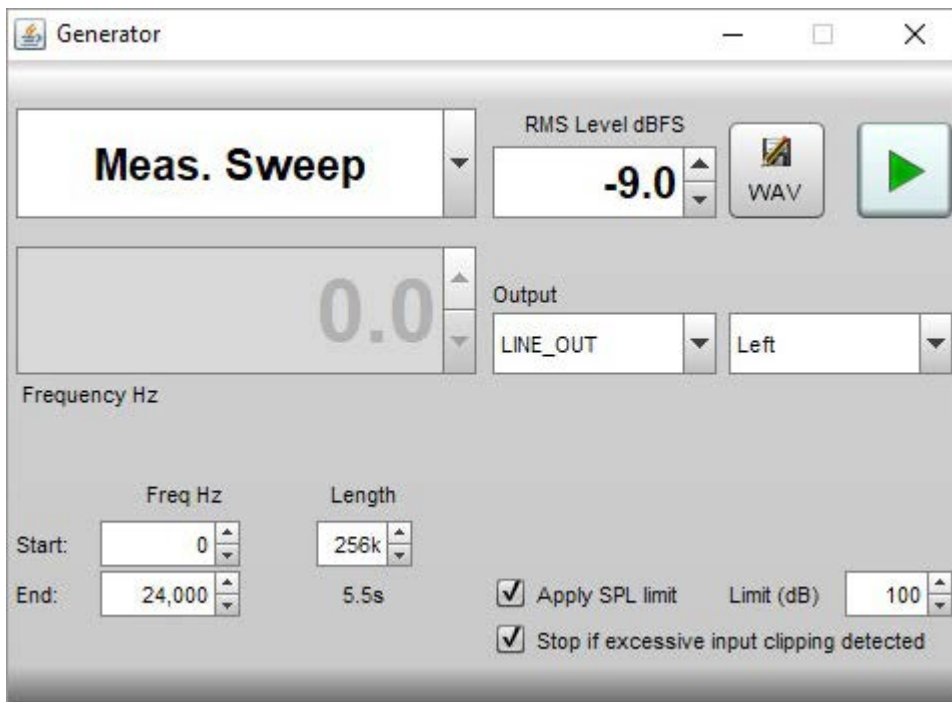 Generator
RMS Level dBFS
Meas. Sweep
-9.0
WAV
0.0
Output
LINE_OUT
Left
Frequency Hz
Freq Hz
Length
Start:
0
256k
End:
24,000
5.5s
Apply SPL limit
Limit (dB)
100
Stop if excessive input clipping detected